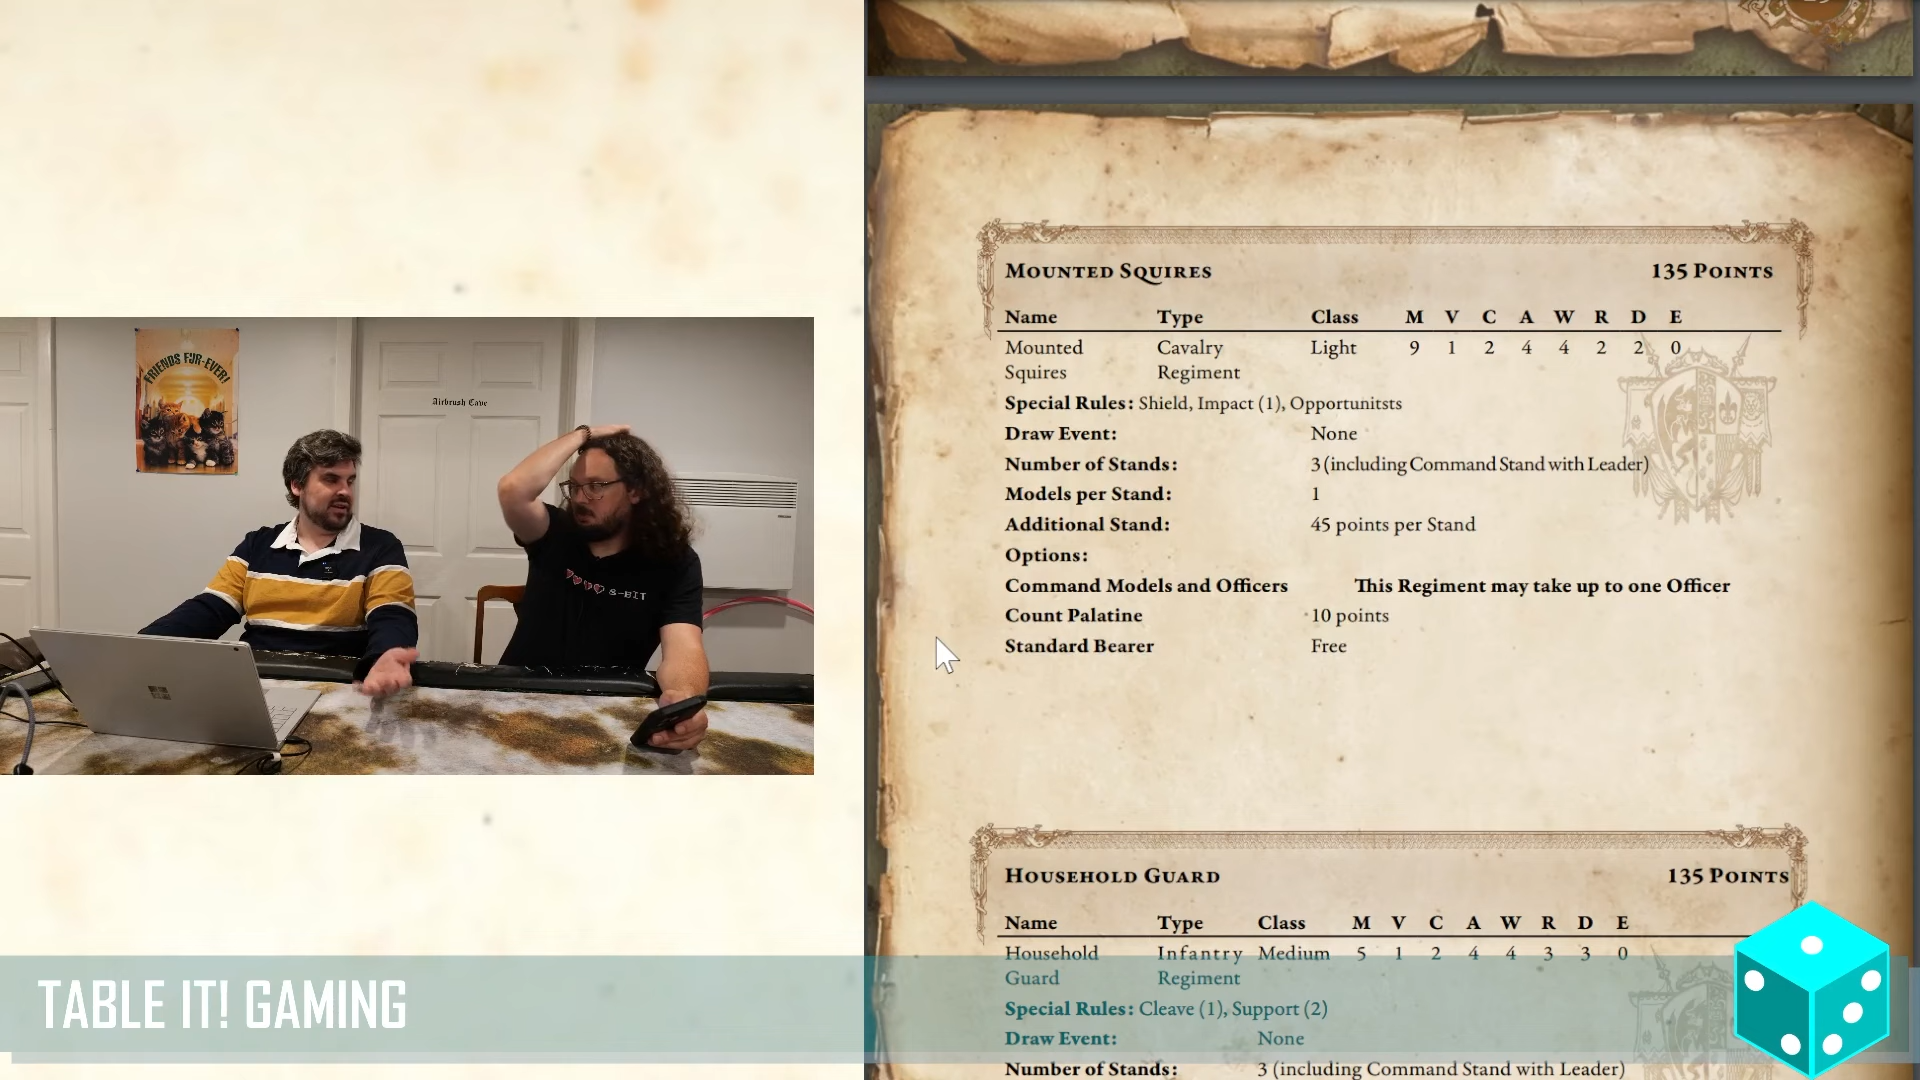 FRIENDS FUR-EVER!
Airbrush Cave
8-BIT
MOUNTED SQUIRES 135 POINTS
Name Type Class M V C A W R D E
Mounted Squires Cavalry Regiment Light 9 1 2 4 4 2 2 0
Special Rules: Shield, Impact (1), Opportunitsts
Draw Event: None
Number of Stands: 3 (including Command Stand with Leader)
Models per Stand: 1
Additional Stand: 45 points per Stand
Options:
Command Models and Officers This Regiment may take up to one Officer
Count Palatine 10 points
Standard Bearer Free
HOUSEHOLD GUARD 135 POINTS
Name Type Class M V C A W R D E
Household Guard Infantry Regiment Medium 5 1 2 4 4 3 3 0
Special Rules: Cleave (1), Support (2)
Draw Event: None
Number of Stands: 3 (including Command Stand with Leader)
TABLE IT! GAMING